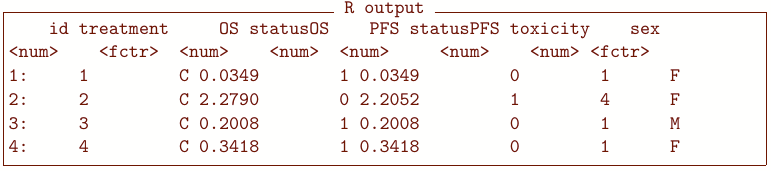 R output
id treatment OS statusOS PFS statusPFS toxicity sex
<num> <fctr> <num> <num> <num> <num> <num> <fctr>
1: 1 C 0.0349 1 0.0349 0 1 F
2: 2 C 2.2790 0 2.2052 1 4 F
3: 3 C 0.2008 1 0.2008 0 1 M
4: 4 C 0.3418 1 0.3418 0 1 F